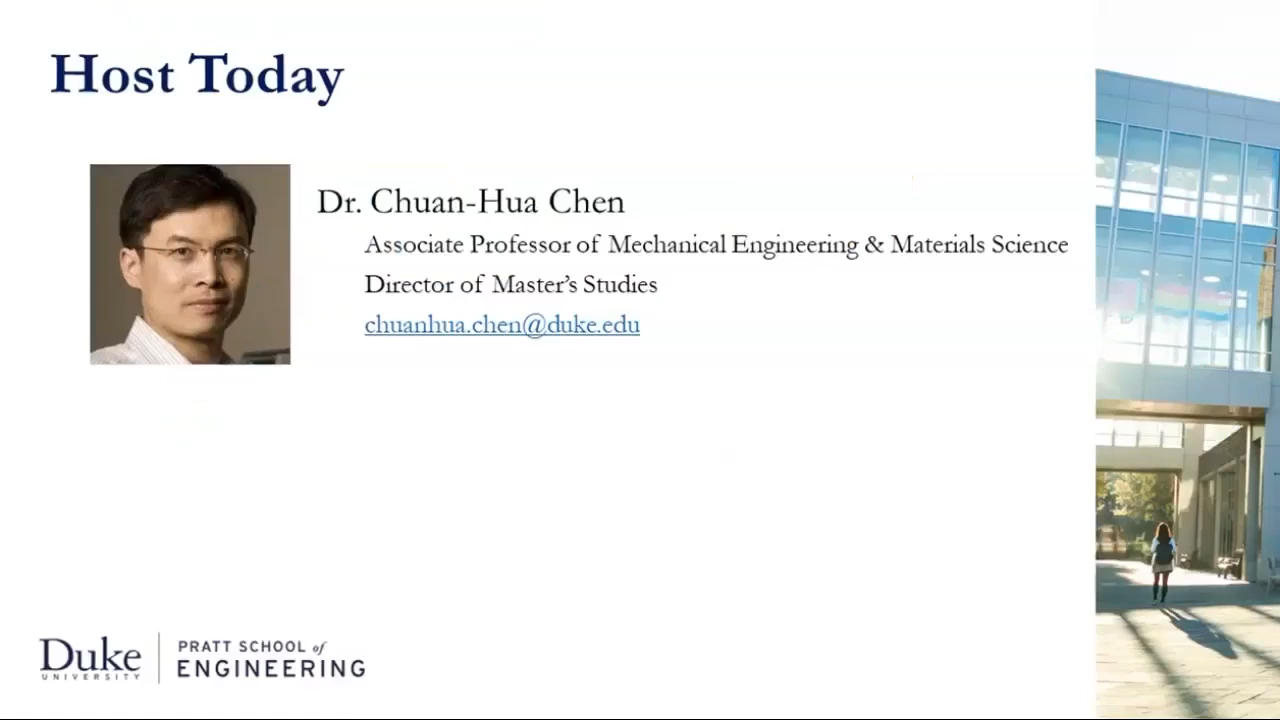 Host Today
Dr. Chuan-Hua Chen
Associate Professor of Mechanical Engineering & Materials Science
Director of Master's Studies
chuanhua.chen@duke.edu
Duke
UNIVERSITY
PRATT SCHOOL of
ENGINEERING